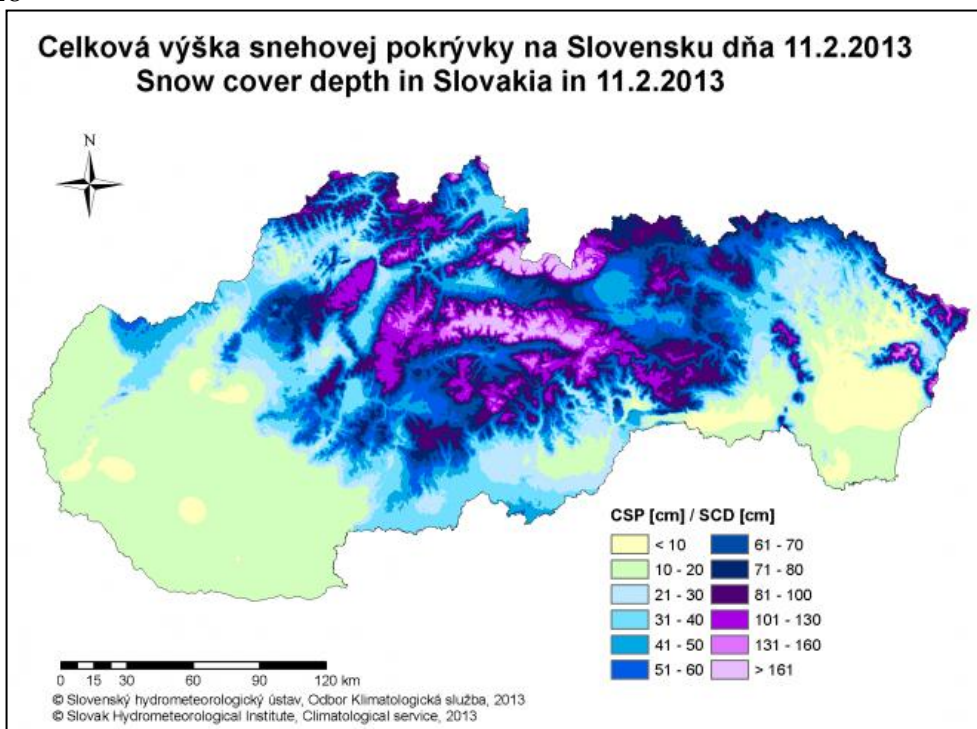 Celková výška snehovej pokrývky na Slovensku dňa 11.2.2013
Snow cover depth in Slovakia in 11.2.2013
N
CSP [cm] / SCD [cm]
< 10
10 - 20
21 - 30
31 - 40
41 - 50
51 - 60
61 - 70
71 - 80
81 - 100
101 - 130
131 - 160
> 161
0 15 30 60 90 120 km
© Slovenský hydrometeorologický ústav, Odbor Klimatologická služba, 2013
© Slovak Hydrometeorological Institute, Climatological service, 2013